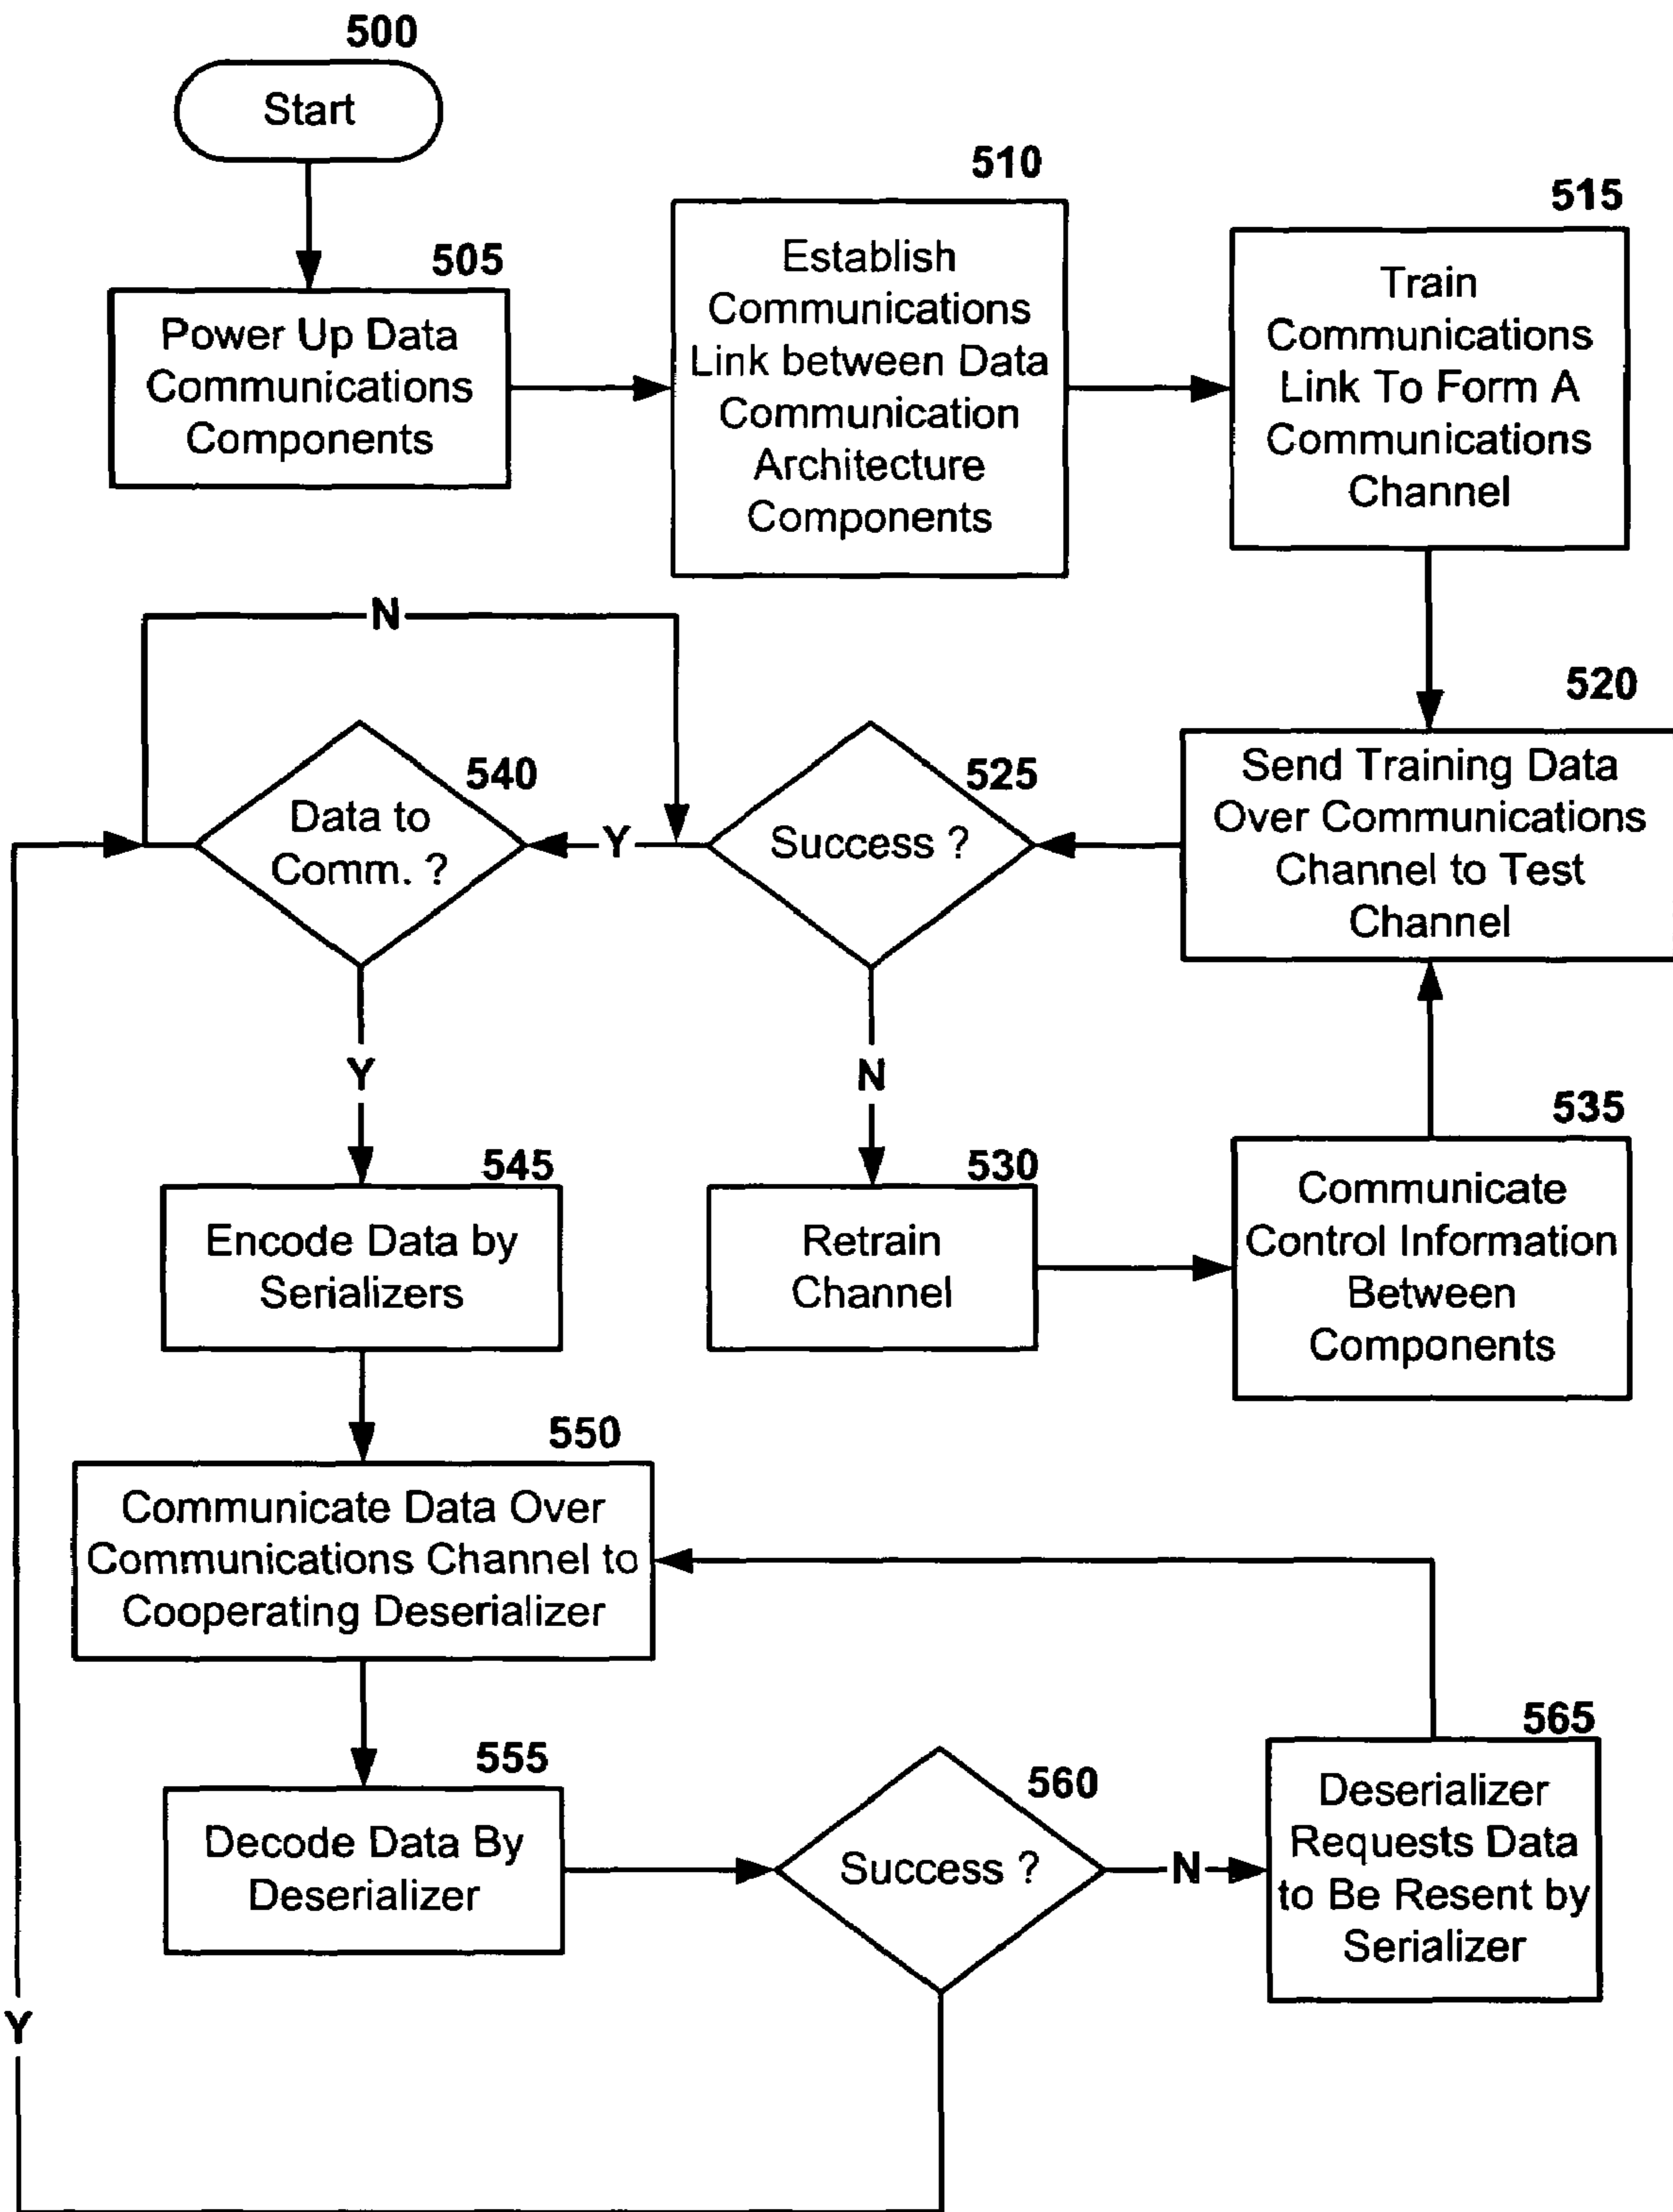 500
Start
505
Power Up Data
Communications
Components
510
Establish
Communications
Link between Data
Communication
Architecture
Components
515
Train
Communications
Link To Form A
Communications
Channel
520
Send Training Data
Over Communications
Channel to Test
Channel
525
Success ?
Y
N
530
Retrain
Channel
535
Communicate
Control Information
Between
Components
540
Data to
Comm. ?
N
Y
545
Encode Data by
Serializers
550
Communicate Data Over
Communications Channel to
Cooperating Deserializer
555
Decode Data By
Deserializer
560
Success ?
N
565
Deserializer
Requests Data
to Be Resent by
Serializer
Y